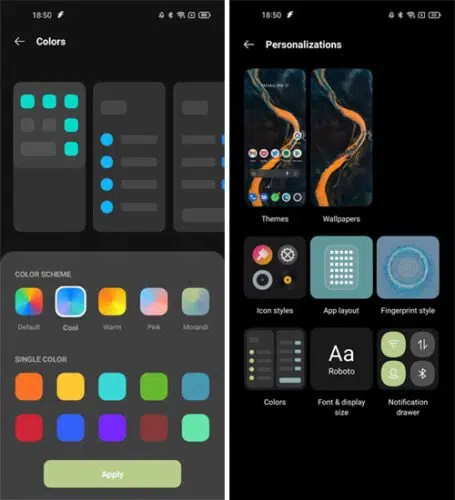 18:50
Colors
COLOR SCHEME
Default
Cool
Warm
Pink
Morandi
SINGLE COLOR
Apply
18:50
Personalizations
Themes
Wallpapers
Icon styles
App layout
Fingerprint style
Aa
Roboto
Colors
Font & display
size
Notification
drawer